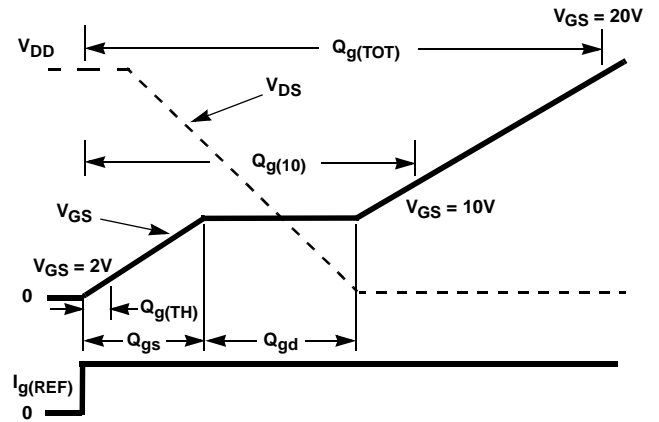 V_GS = 20V
V_DD
Q_g(TOT)
V_DS
Q_g(10)
V_GS
V_GS = 10V
V_GS = 2V
0
Q_g(TH)
Q_gs
Q_gd
I_g(REF)
0